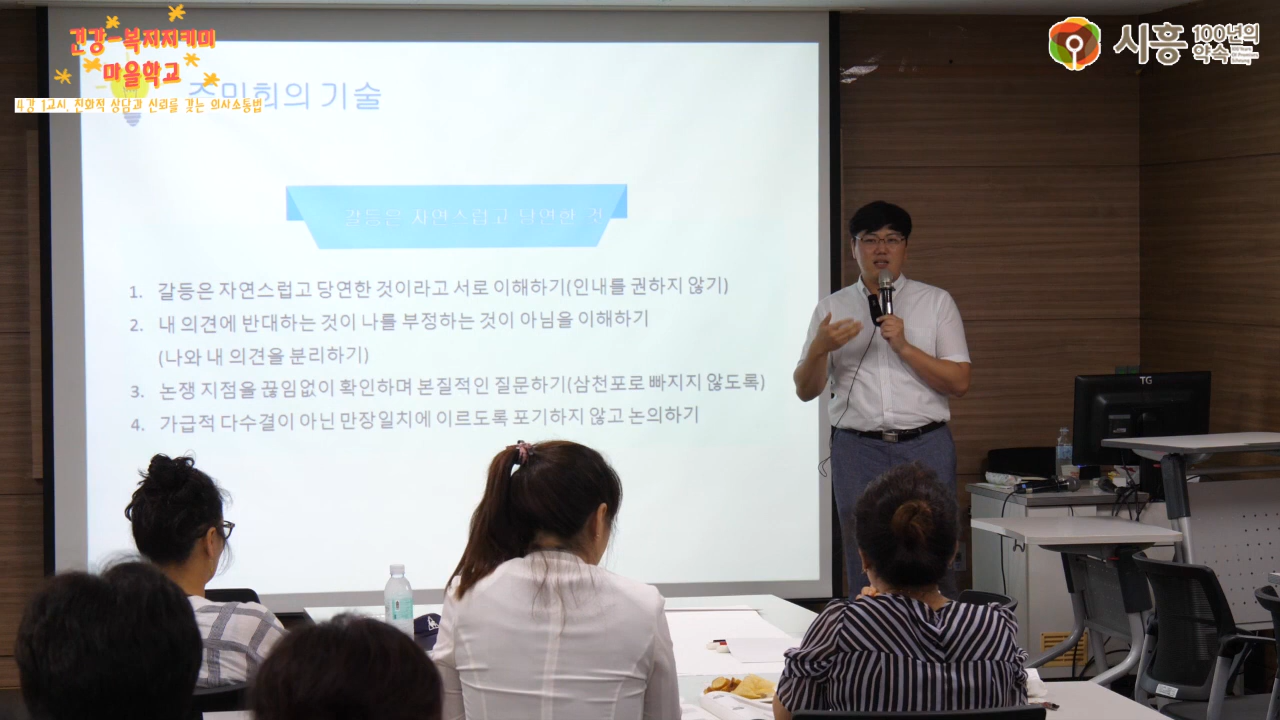 건강-복지지키미
마을학교
4강 1교시. 친화적 상담과 신뢰를 갖는 의사소통법
시흥 100년의
약속
주민회의 기술
갈등은 자연스럽고 당연한 것
1. 갈등은 자연스럽고 당연한 것이라고 서로 이해하기(인내를 권하지 않기)
2. 내 의견에 반대하는 것이 나를 부정하는 것이 아님을 이해하기
(나와 내 의견을 분리하기)
3. 논쟁 지점을 끊임없이 확인하며 본질적인 질문하기(삼천포로 빠지지 않도록)
4. 가급적 다수결이 아닌 만장일치에 이르도록 포기하지 않고 논의하기
TG